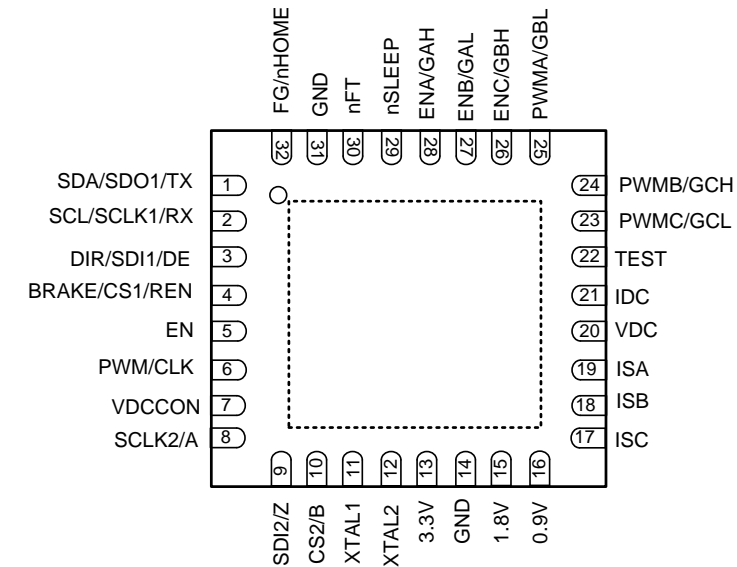 FG/nHOME
GND
nFT
nSLEEP
ENA/GAH
ENB/GAL
ENC/GBH
PWMA/GBL
32
31
30
29
28
27
26
25
SDA/SDO1/TX
1
SCL/SCLK1/RX
2
DIR/SDI1/DE
3
BRAKE/CS1/REN
4
EN
5
PWM/CLK
6
VDCCON
7
SCLK2/A
8
24
PWMB/GCH
23
PWMC/GCL
22
TEST
21
IDC
20
VDC
19
ISA
18
ISB
17
ISC
9
10
11
12
13
14
15
16
SDI2/Z
CS2/B
XTAL1
XTAL2
3.3V
GND
1.8V
0.9V